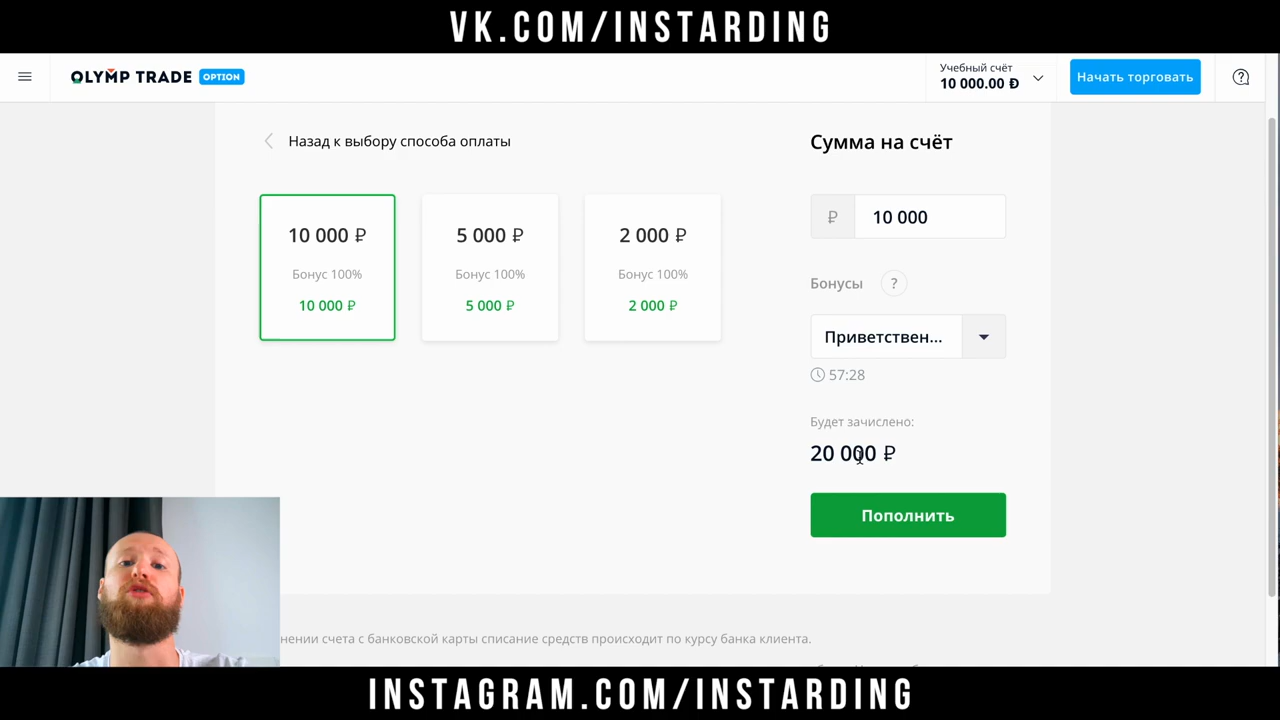 VK.COM/INSTARDING
OLYMP TRADE OPTION
Учебный счёт
10 000.00 Đ
Начать торговать
?
Назад к выбору способа оплаты
Сумма на счёт
10 000 ₽
Бонус 100%
10 000 ₽
5 000 ₽
Бонус 100%
5 000 ₽
2 000 ₽
Бонус 100%
2 000 ₽
₽ 10 000
Бонусы ?
Приветствен...
57:28
Будет зачислено:
20 000 ₽
Пополнить
нении счета с банковской карты списание средств происходит по курсу банка клиента.
INSTAGRAM.COM/INSTARDING